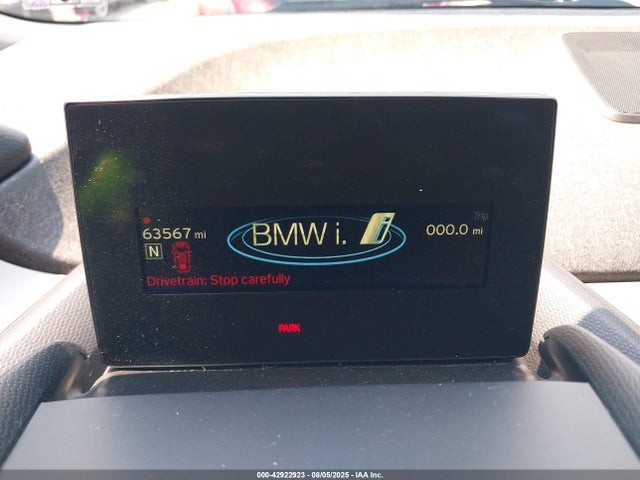 Trip
63567 mi
BMW i.
i
000.0 mi
N
Drivetrain: Stop carefully
PARK
000-42922923 - 08/05/2025 - IAA Inc.